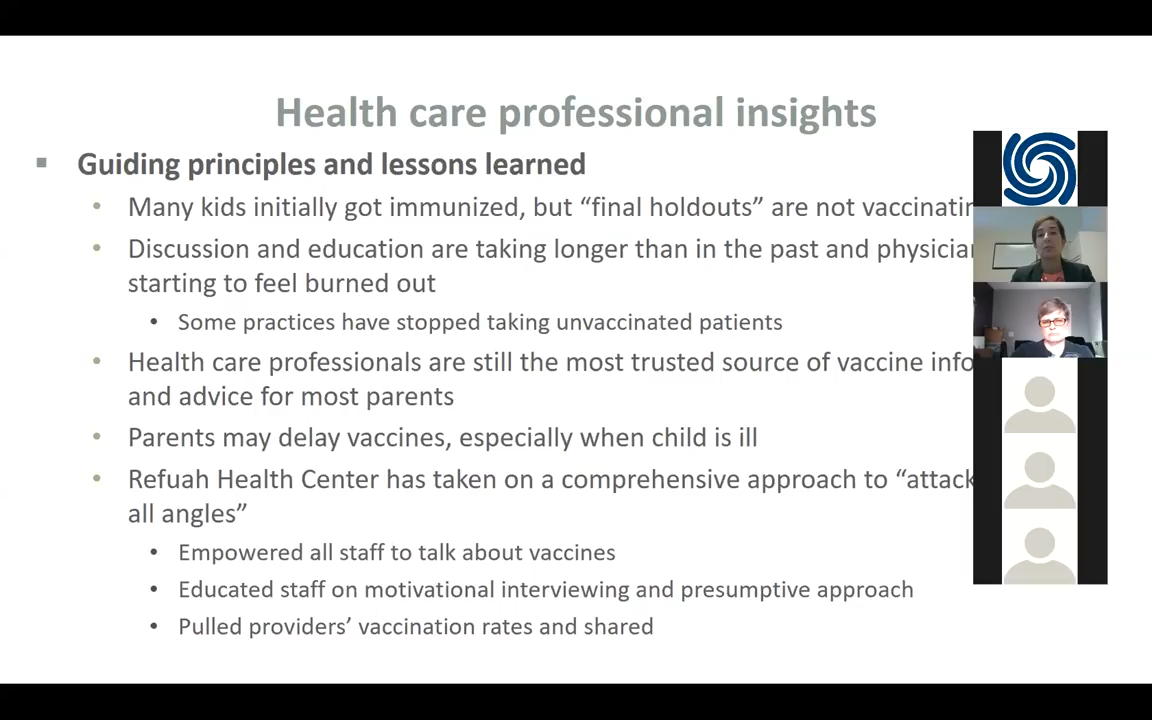 Health care professional insights
Guiding principles and lessons learned
Many kids initially got immunized, but “final holdouts” are not vaccinatin
Discussion and education are taking longer than in the past and physician
starting to feel burned out
Some practices have stopped taking unvaccinated patients
Health care professionals are still the most trusted source of vaccine info
and advice for most parents
Parents may delay vaccines, especially when child is ill
Refuah Health Center has taken on a comprehensive approach to “attack
all angles”
Empowered all staff to talk about vaccines
Educated staff on motivational interviewing and presumptive approach
Pulled providers’ vaccination rates and shared